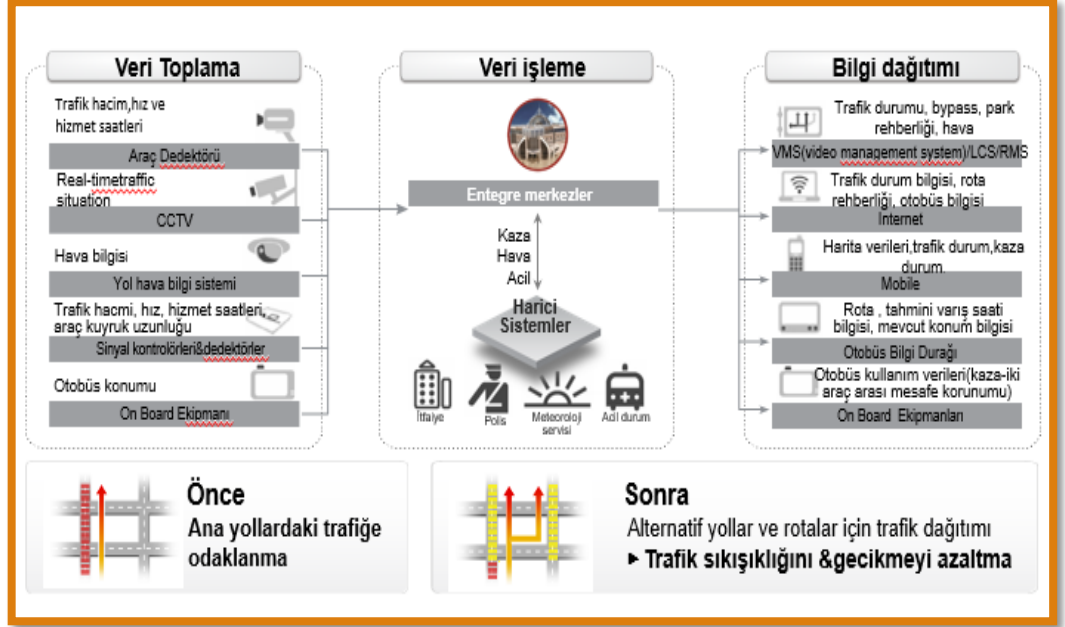 Veri Toplama
Trafik hacim,hız ve
hizmet saatleri
Araç Dedektörü
Real-timetraffic
situation
CCTV
Hava bilgisi
Yol hava bilgi sistemi
Trafik hacmi, hız, hizmet saatleri,
araç kuyruk uzunluğu
Sinyal kontrolörleri&dedektörler
Otobüs konumu
On Board Ekipmanı
Veri işleme
Entegre merkezler
Kaza
Hava
Acil
Harici
Sistemler
İtfaiye
Polis
Meteoroloji
servisi
Acil durum
Bilgi dağıtımı
Trafik durumu, bypass, park
rehberliği, hava
VMS(video management system)/LCS/RMS
Trafik durum bilgisi, rota
rehberliği, otobüs bilgisi
Internet
Harita verileri,trafik durum,kaza
durum.
Mobile
Rota , tahmini varış saati
bilgisi, mevcut konum bilgisi
Otobüs Bilgi Durağı
Otobüs kullanım verileri(kaza-iki
araç arası mesafe korunumu)
On Board Ekipmanları
Önce
Ana yollardaki trafiğe
odaklanma
Sonra
Alternatif yollar ve rotalar için trafik dağıtımı
▶ Trafik sıkışıklığını &gecikmeyi azaltma